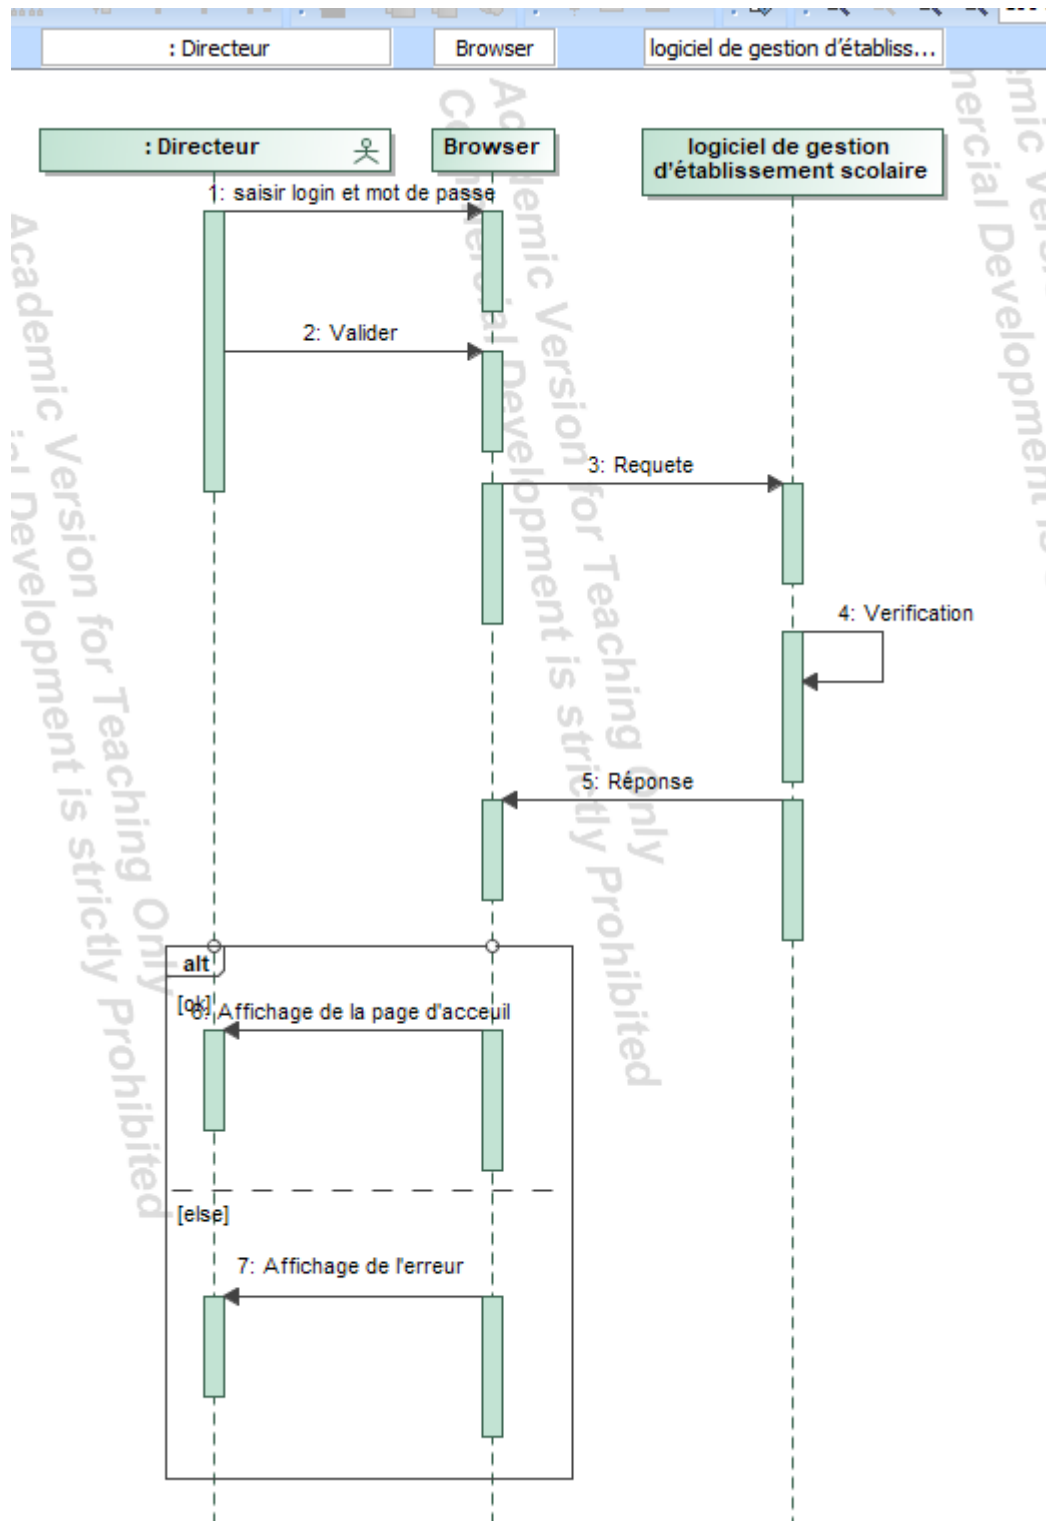 : Directeur
Browser
logiciel de gestion d'établiss...
: Directeur
Browser
logiciel de gestion
d'établissement scolaire
1: saisir login et mot de passe
2: Valider
3: Requete
4: Verification
5: Réponse
alt
[ok]
6: Affichage de la page d'acceuil
[else]
7: Affichage de l'erreur
Academic Version for Teaching Only
Development is strictly Prohibited
Academic Version for Teaching Only
Commercial Development is strictly Prohibited